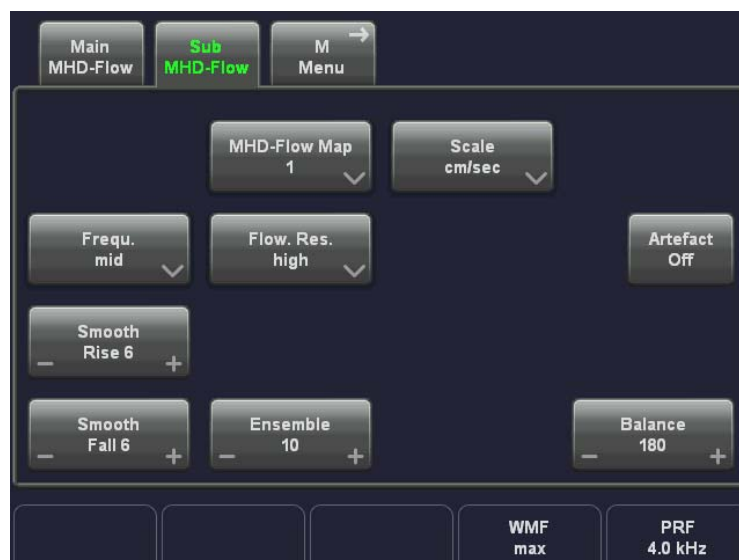 Main
MHD-Flow
Sub
MHD-Flow
M
Menu
MHD-Flow Map
1
Scale
cm/sec
Frequ.
mid
Flow. Res.
high
Artefact
Off
Smooth
Rise 6
Smooth
Fall 6
Ensemble
10
Balance
180
WMF
max
PRF
4.0 kHz